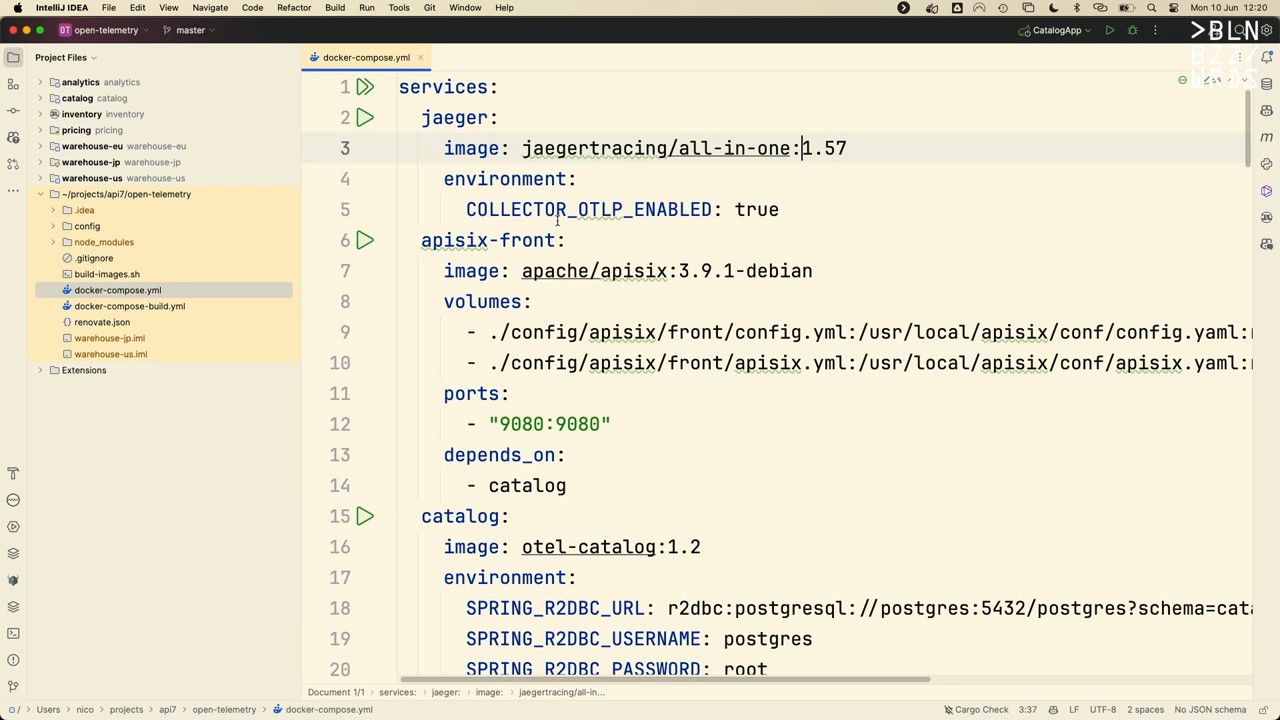 IntelliJ IDEA File Edit View Navigate Code Refactor Build Run Tools Git Window Help Mon 10 Jun 12:20
OT open-telemetry master CatalogApp >BLN
Project Files docker-compose.yml
analytics analytics
catalog catalog
inventory inventory
pricing pricing
warehouse-eu warehouse-eu
warehouse-jp warehouse-jp
warehouse-us warehouse-us
~/projects/api7/open-telemetry
.idea
config
node_modules
.gitignore
build-images.sh
docker-compose.yml
docker-compose-build.yml
renovate.json
warehouse-jp.iml
warehouse-us.iml
Extensions
1 services:
2 jaeger:
3 image: jaegertracing/all-in-one:1.57
4 environment:
5 COLLECTOR_OTLP_ENABLED: true
6 apisix-front:
7 image: apache/apisix:3.9.1-debian
8 volumes:
9 - ./config/apisix/front/config.yml:/usr/local/apisix/conf/config.yaml:r
10 - ./config/apisix/front/apisix.yml:/usr/local/apisix/conf/apisix.yaml:r
11 ports:
12 - "9080:9080"
13 depends_on:
14 - catalog
15 catalog:
16 image: otel-catalog:1.2
17 environment:
18 SPRING_R2DBC_URL: r2dbc:postgresql://postgres:5432/postgres?schema=cata
19 SPRING_R2DBC_USERNAME: postgres
20 SPRING_R2DBC_PASSWORD: root
Document 1/1 services: jaeger: image: jaegertracing/all-in...
/ Users nico projects api7 open-telemetry docker-compose.yml Cargo Check 3:37 LF UTF-8 2 spaces No JSON schema